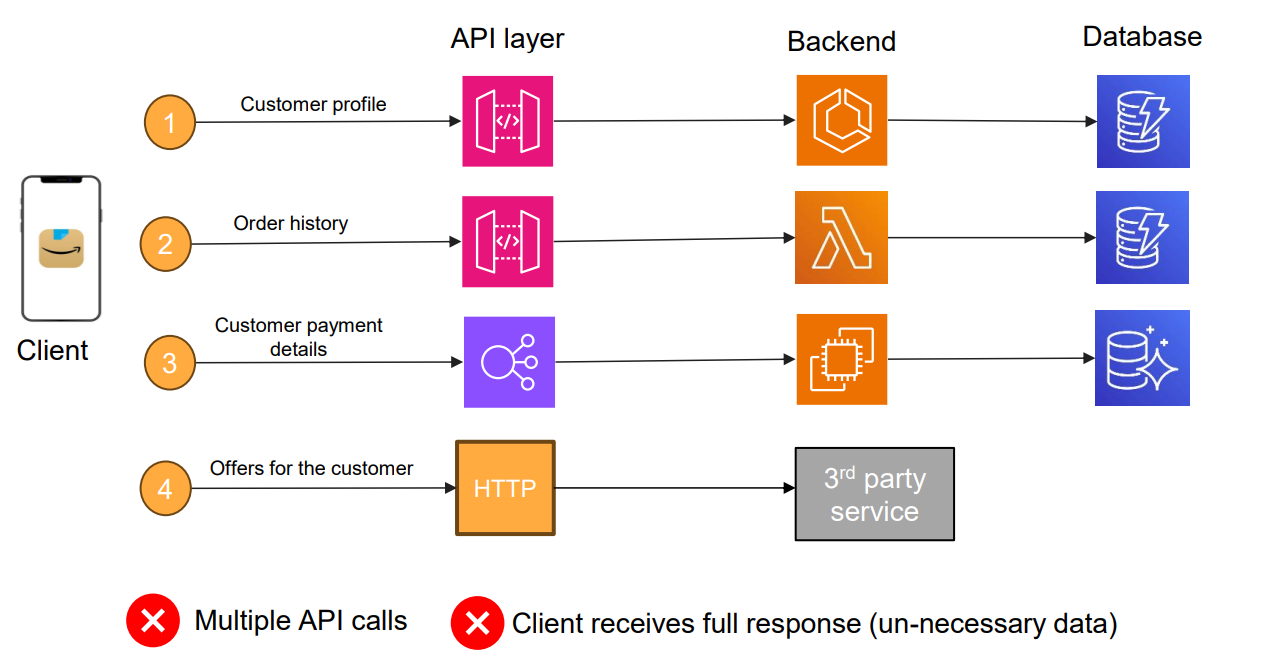 API layer
Backend
Database
1
Customer profile
</>
2
Order history
</>
Client
3
Customer payment
details
4
Offers for the customer
HTTP
3rd party
service
Multiple API calls
Client receives full response (un-necessary data)